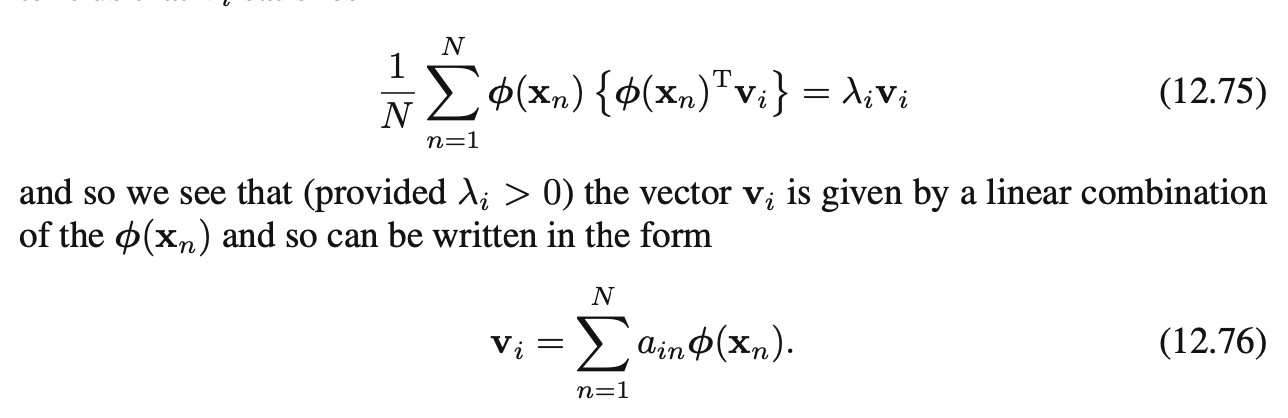 $$\frac{1}{N} \sum_{n=1}^{N} \boldsymbol{\phi}(\mathbf{x}_n) \left\{ \boldsymbol{\phi}(\mathbf{x}_n)^{\mathrm{T}} \mathbf{v}_i \right\} = \lambda_i \mathbf{v}_i \qquad (12.75)$$
and so we see that (provided $\lambda_i > 0$) the vector $\mathbf{v}_i$ is given by a linear combination
of the $\boldsymbol{\phi}(\mathbf{x}_n)$ and so can be written in the form
$$\mathbf{v}_i = \sum_{n=1}^{N} a_{in} \boldsymbol{\phi}(\mathbf{x}_n). \qquad (12.76)$$